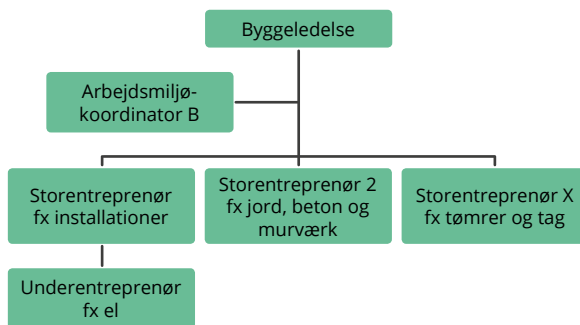 Byggeledelse
Arbejdsmiljø-
koordinator B
Storentreprenør
fx installationer
Storentreprenør 2
fx jord, beton og
murværk
Storentreprenør X
fx tømrer og tag
Underentreprenør
fx el